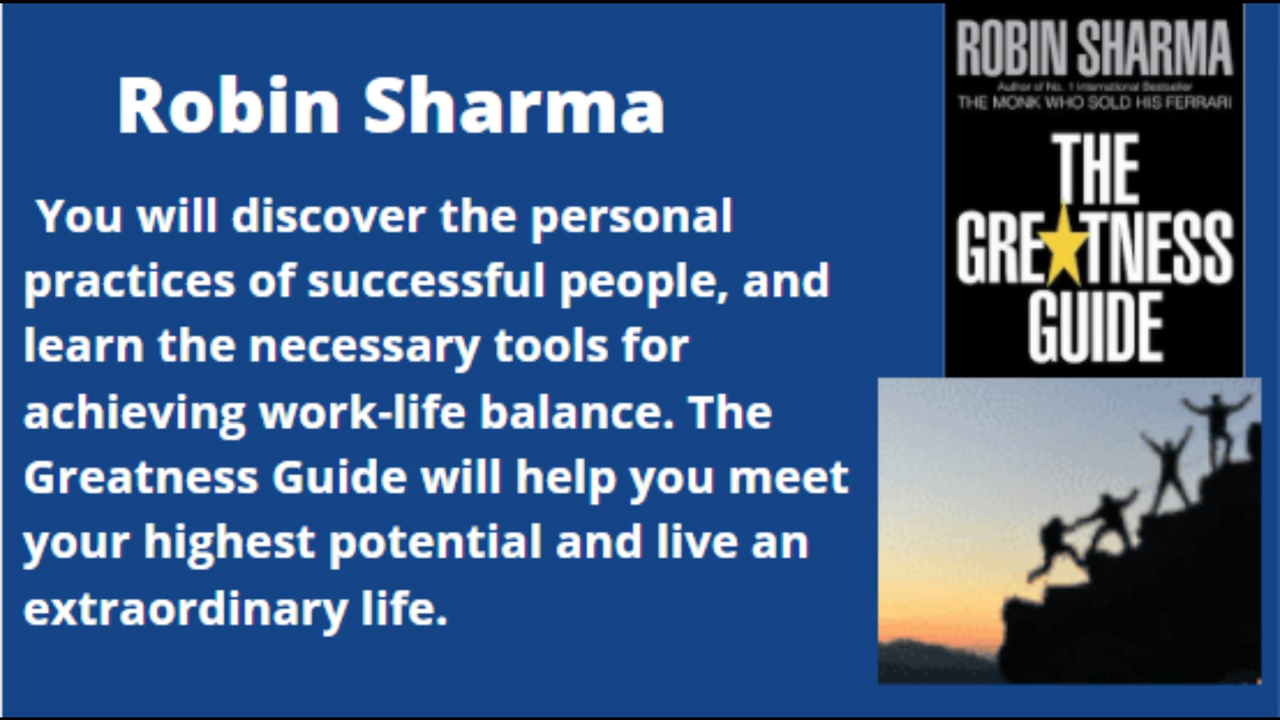 Robin Sharma
You will discover the personal
practices of successful people, and
learn the necessary tools for
achieving work-life balance. The
Greatness Guide will help you meet
your highest potential and live an
extraordinary life.
ROBIN SHARMA
Author of No. 1 International Bestseller
THE MONK WHO SOLD HIS FERRARI
THE
GRE★TNESS
GUIDE